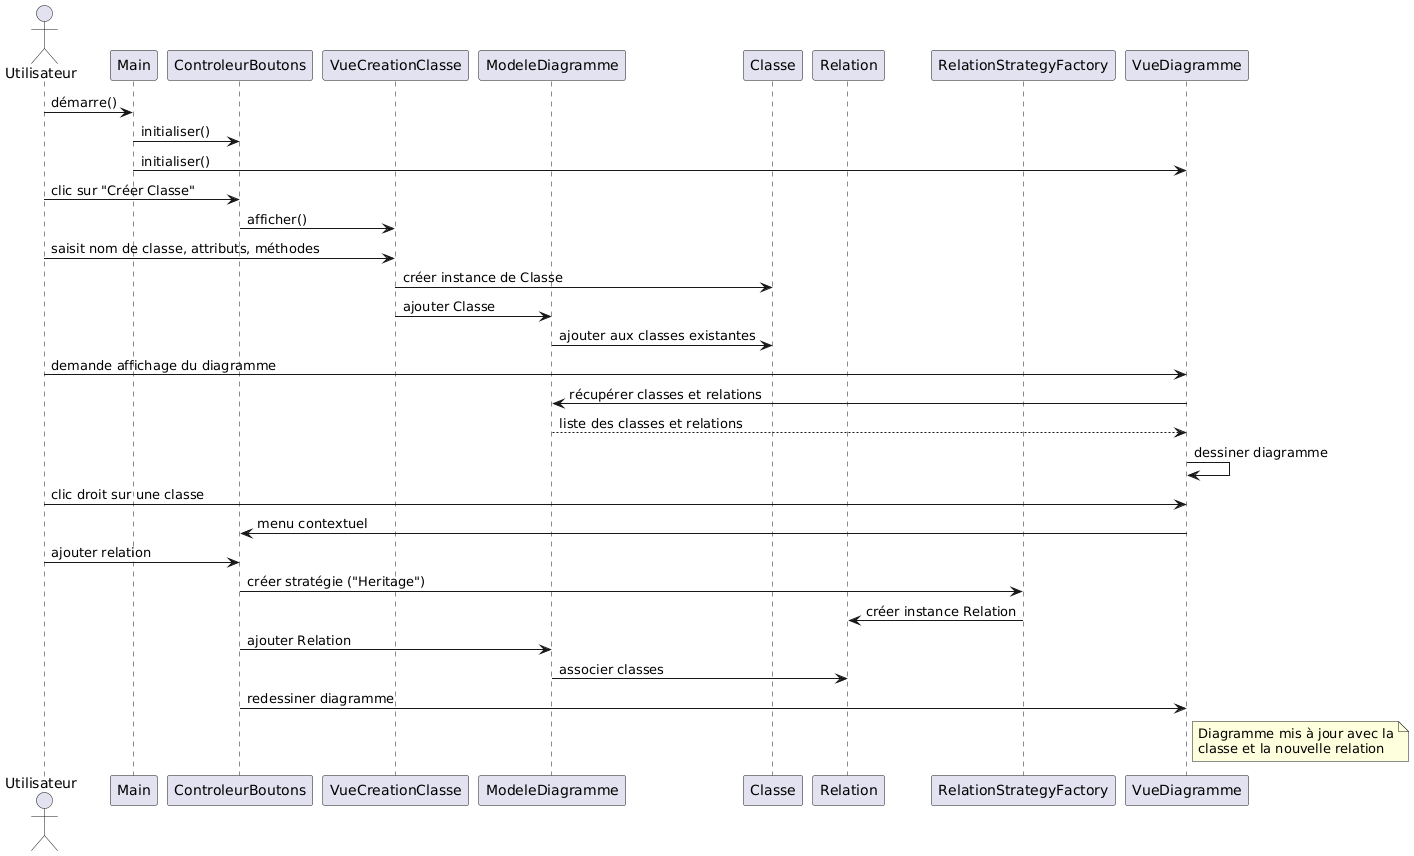 Utilisateur
Main
ControleurBoutons
VueCreationClasse
ModeleDiagramme
Classe
Relation
RelationStrategyFactory
VueDiagramme
démarre()
initialiser()
initialiser()
clic sur "Créer Classe"
afficher()
saisit nom de classe, attributs, méthodes
créer instance de Classe
ajouter Classe
ajouter aux classes existantes
demande affichage du diagramme
récupérer classes et relations
liste des classes et relations
dessiner diagramme
clic droit sur une classe
menu contextuel
ajouter relation
créer stratégie ("Heritage")
créer instance Relation
ajouter Relation
associer classes
redessiner diagramme
Diagramme mis à jour avec la
classe et la nouvelle relation
Utilisateur
Main
ControleurBoutons
VueCreationClasse
ModeleDiagramme
Classe
Relation
RelationStrategyFactory
VueDiagramme